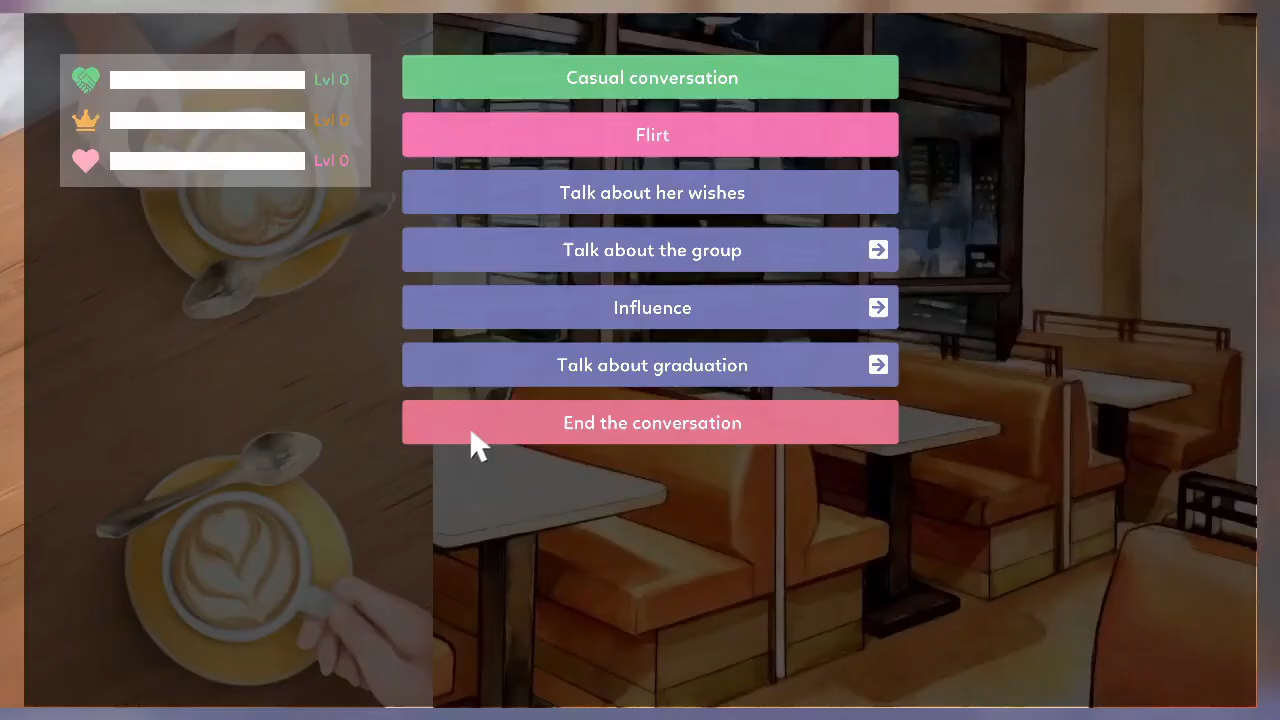 Lvl 0
Lvl 0
Lvl 0
Casual conversation
Flirt
Talk about her wishes
Talk about the group
Influence
Talk about graduation
End the conversation